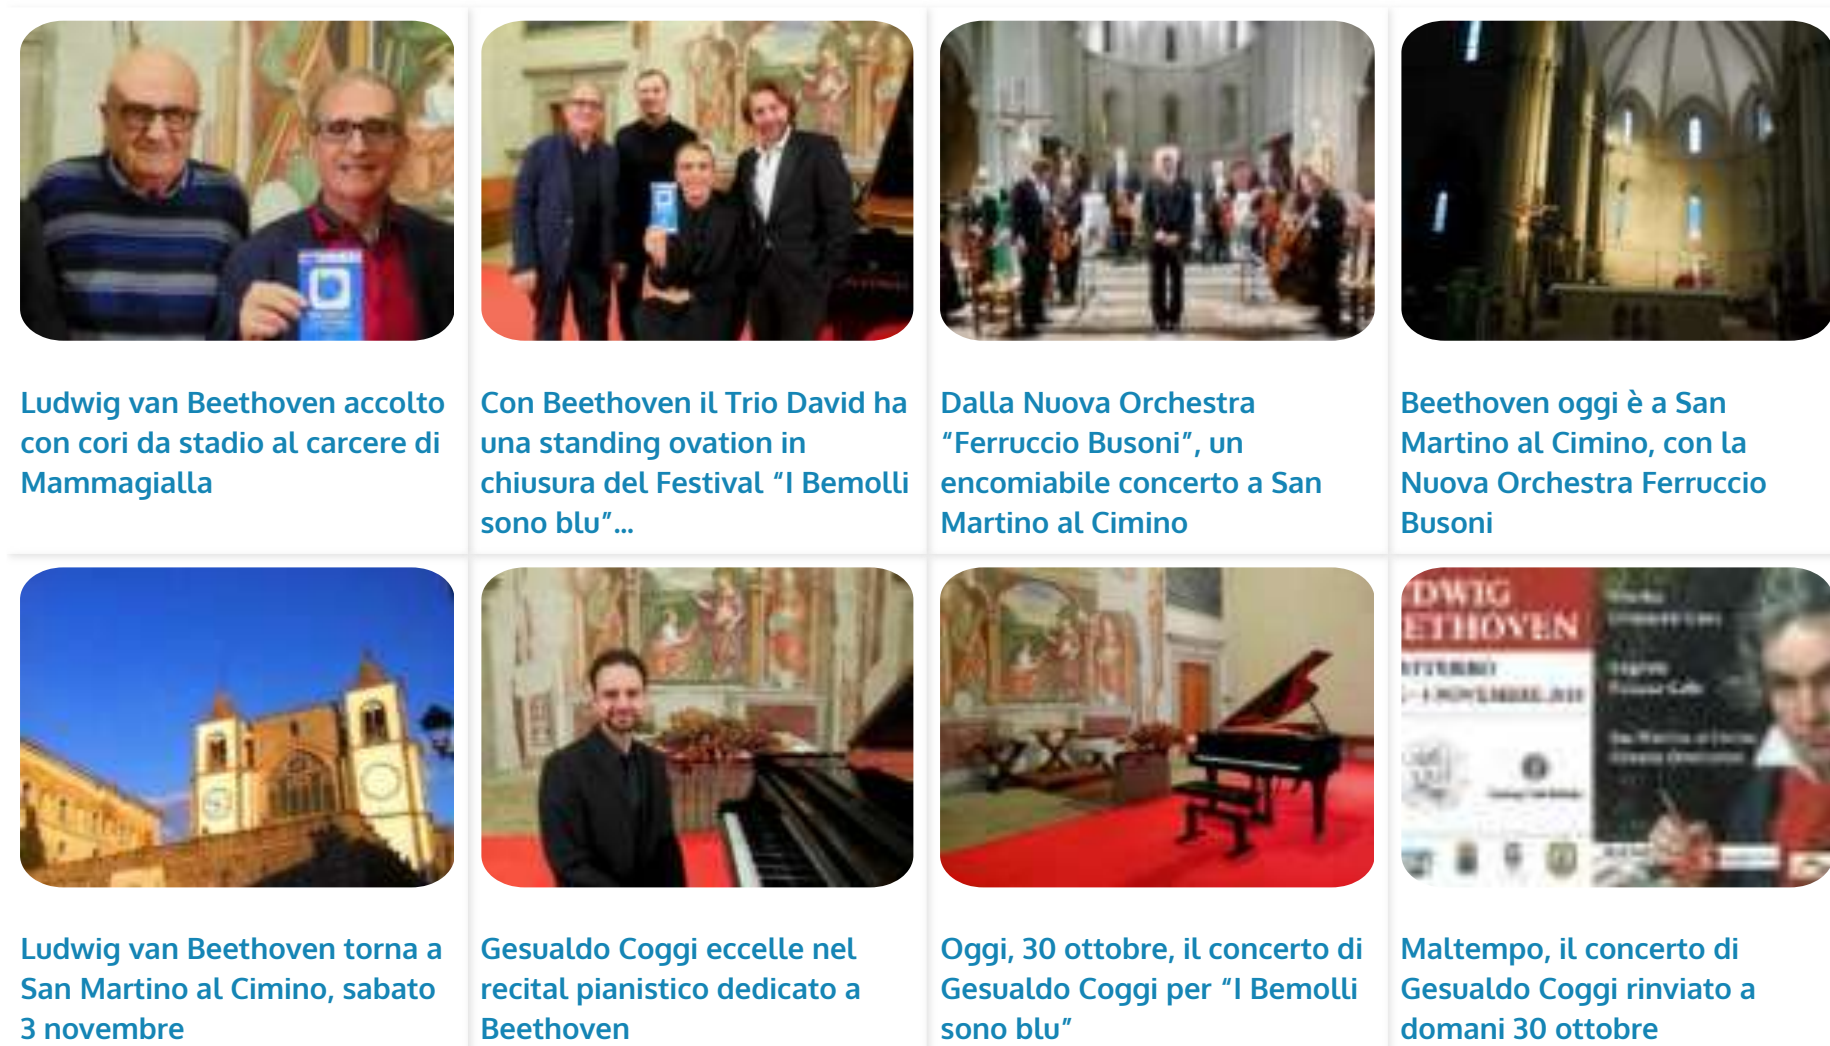 Ludwig van Beethoven accolto
con cori da stadio al carcere di
Mammagialla
Con Beethoven il Trio David ha
una standing ovation in
chiusura del Festival “I Bemolli
sono blu”...
Dalla Nuova Orchestra
“Ferruccio Busoni”, un
encomiabile concerto a San
Martino al Cimino
Beethoven oggi è a San
Martino al Cimino, con la
Nuova Orchestra Ferruccio
Busoni
DWIG
ETHOVEN
Ludwig van Beethoven torna a
San Martino al Cimino, sabato
3 novembre
Gesualdo Coggi eccelle nel
recital pianistico dedicato a
Beethoven
Oggi, 30 ottobre, il concerto di
Gesualdo Coggi per “I Bemolli
sono blu”
Maltempo, il concerto di
Gesualdo Coggi rinviato a
domani 30 ottobre